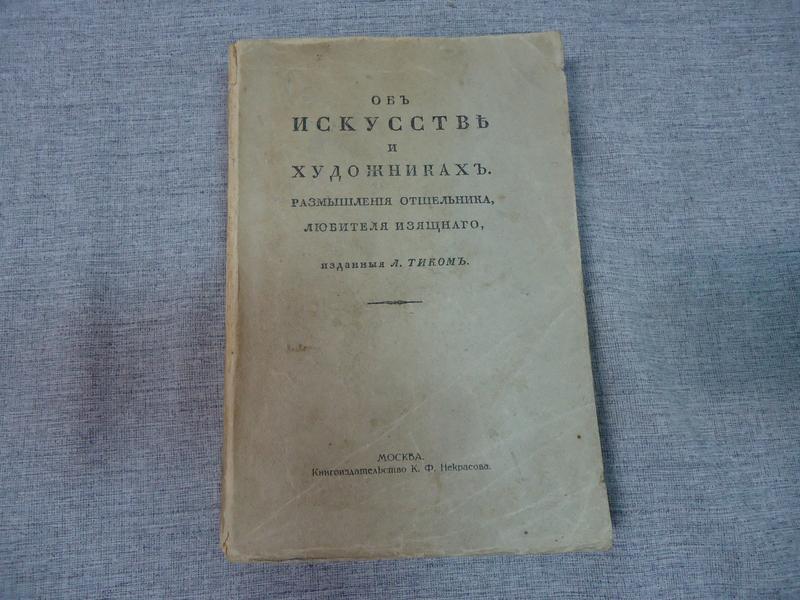 ОБЪ
ИСКУССТВѢ
И
ХУДОЖНИКАХЪ.
РАЗМЫШЛЕНІЯ ОТШЕЛЬНИКА,
ЛЮБИТЕЛЯ ИЗЯЩНАГО,
изданныя Л. ТИКОМЪ.
МОСКВА.
Книгоиздательство К. Ф. Некрасова.